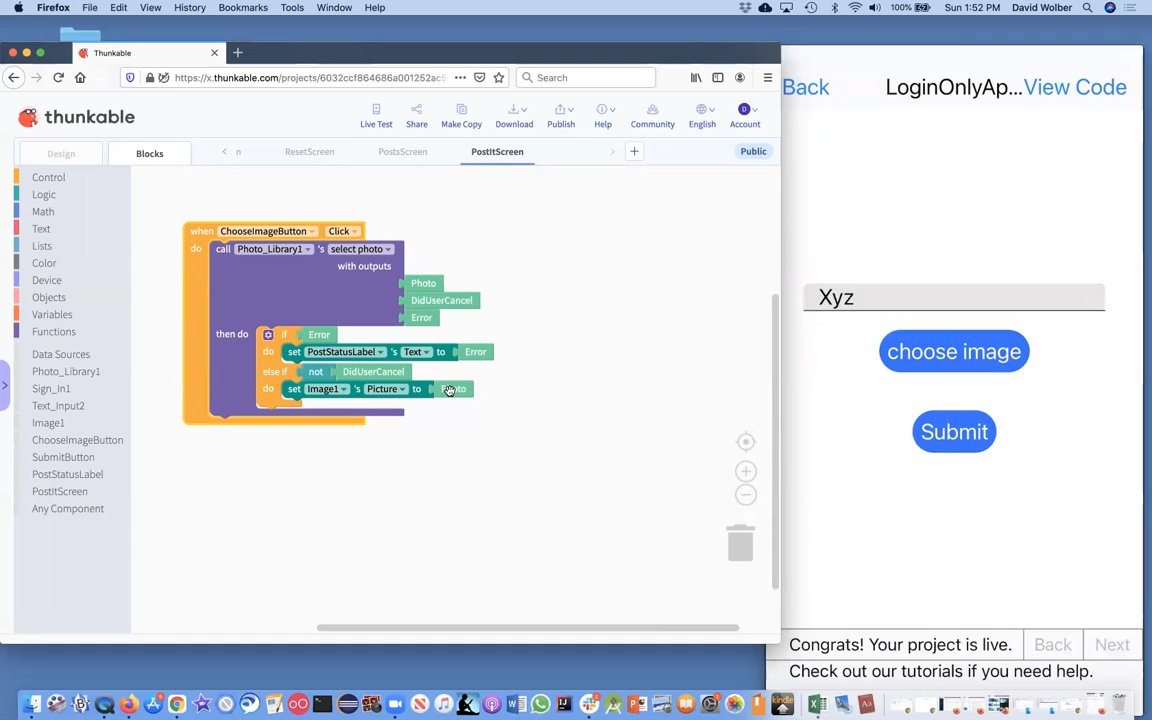 Firefox File Edit View History Bookmarks Tools Window Help 100% Sun 1:52 PM David Wolber
Thunkable
https://x.thunkable.com/projects/6032ccf864686a001252ac5 Search
thunkable Live Test Share Make Copy Download Publish Help Community English D Account
Design Blocks n ResetScreen PostsScreen PostItScreen Public
Control
Logic
Math
Text
Lists
Color
Device
Objects
Variables
Functions
Data Sources
Photo_Library1
Sign_In1
Text_Input2
Image1
ChooseImageButton
SubmitButton
PostStatusLabel
PostItScreen
Any Component
when ChooseImageButton Click
do call Photo_Library1 's select photo
with outputs
Photo
DidUserCancel
Error
then do if Error
do set PostStatusLabel 's Text to Error
else if not DidUserCancel
do set Image1 's Picture to
Back LoginOnlyAp... View Code
Xyz
choose image
Submit
Congrats! Your project is live. Back Next
Check out our tutorials if you need help.
kindle